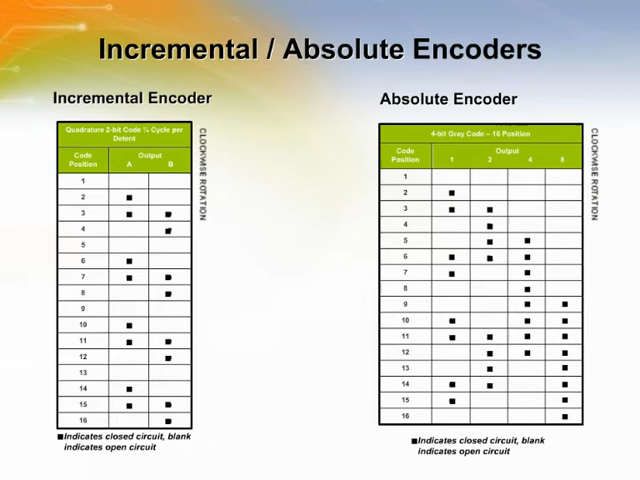 Incremental / Absolute Encoders
Incremental Encoder
Quadrature 2-bit Code ¼ Cycle per
Detent
Code
Position
Output
A B
1
2 ■
3 ■ ■
4 ■
5
6 ■
7 ■ ■
8 ■
9
10 ■
11 ■ ■
12 ■
13
14 ■
15 ■ ■
16 ■
CLOCKWISE ROTATION
■Indicates closed circuit, blank
indicates open circuit
Absolute Encoder
4-bit Gray Code – 16 Position
Code
Position
Output
1 2 4 8
1
2 ■
3 ■ ■
4 ■
5 ■ ■
6 ■ ■ ■
7 ■ ■
8 ■
9 ■ ■
10 ■ ■ ■
11 ■ ■ ■ ■
12 ■ ■ ■
13 ■ ■
14 ■ ■ ■
15 ■ ■
16 ■
CLOCKWISE ROTATION
■Indicates closed circuit, blank
indicates open circuit